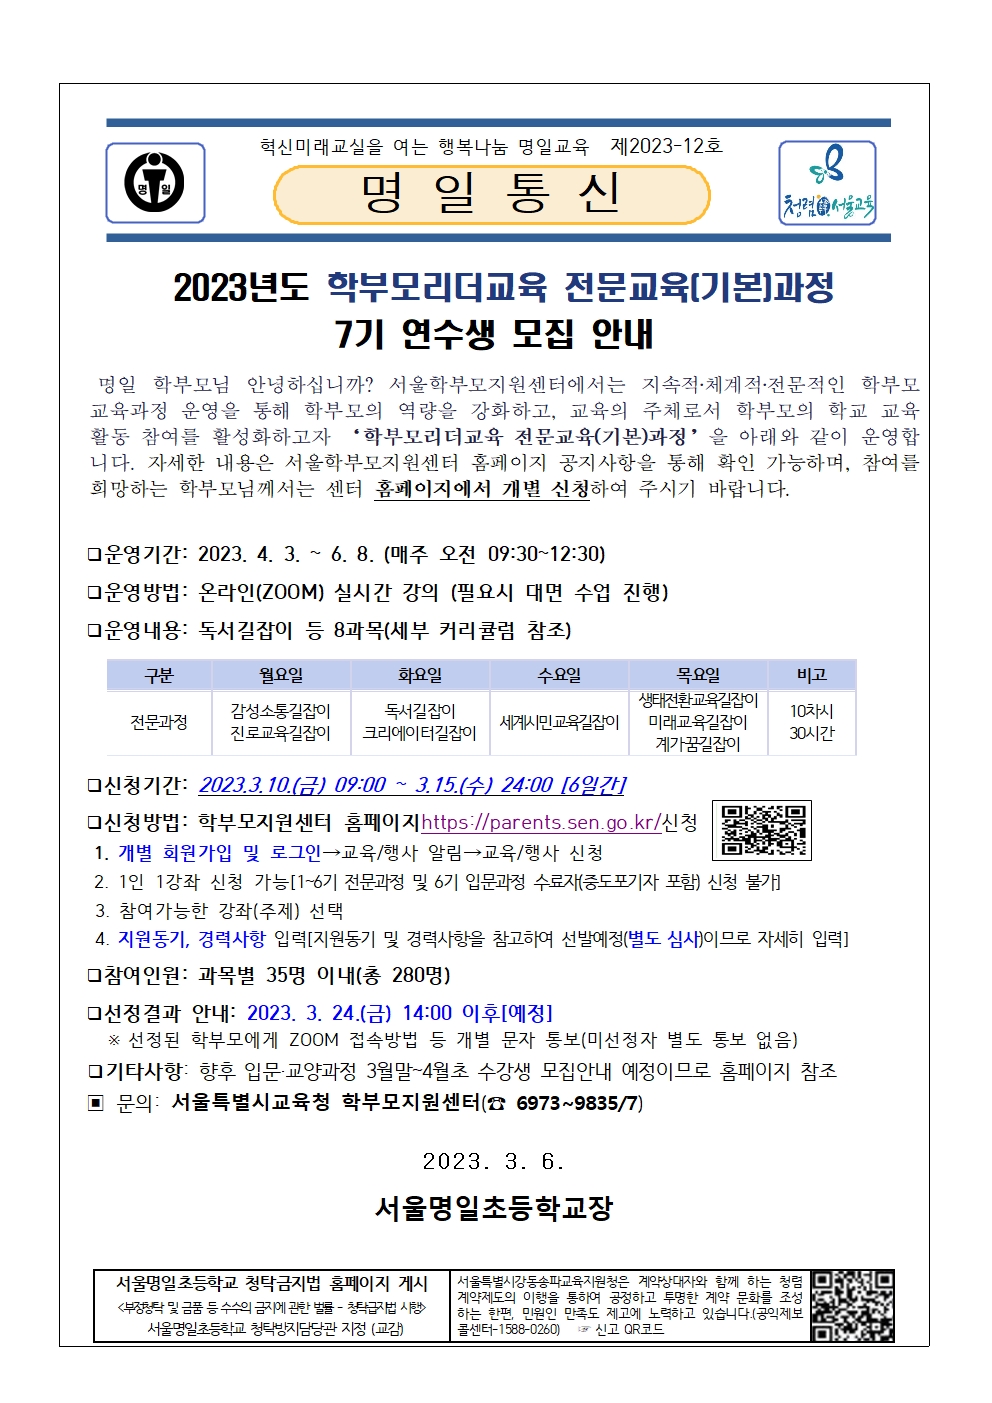 혁신미래교실을 여는 행복나눔 명일교육 제2023-12호
명일
명 일 통 신
청렴 서울교육
2023년도 학부모리더교육 전문교육(기본)과정
7기 연수생 모집 안내
명일 학부모님 안녕하십니까? 서울학부모지원센터에서는 지속적·체계적·전문적인 학부모
교육과정 운영을 통해 학부모의 역량을 강화하고, 교육의 주체로서 학부모의 학교 교육
활동 참여를 활성화하고자 ‘학부모리더교육 전문교육(기본)과정’을 아래와 같이 운영합
니다. 자세한 내용은 서울학부모지원센터 홈페이지 공지사항을 통해 확인 가능하며, 참여를
희망하는 학부모님께서는 센터 홈페이지에서 개별 신청하여 주시기 바랍니다.
❏운영기간: 2023. 4. 3. ~ 6. 8. (매주 오전 09:30~12:30)
❏운영방법: 온라인(ZOOM) 실시간 강의 (필요시 대면 수업 진행)
❏운영내용: 독서길잡이 등 8과목(세부 커리큘럼 참조)
구분 월요일 화요일 수요일 목요일 비고
전문과정 감성소통길잡이 독서길잡이 세계시민교육길잡이 생태전환교육길잡이 10차시
진로교육길잡이 크리에이터길잡이 미래교육길잡이 30시간
계가꿈길잡이
❏신청기간: 2023.3.10.(금) 09:00 ~ 3.15.(수) 24:00 [6일간]
❏신청방법: 학부모지원센터 홈페이지https://parents.sen.go.kr/신청
1. 개별 회원가입 및 로그인→교육/행사 알림→교육/행사 신청
2. 1인 1강좌 신청 가능[1~6기 전문과정 및 6기 입문과정 수료자(중도포기자 포함) 신청 불가]
3. 참여가능한 강좌(주제) 선택
4. 지원동기, 경력사항 입력[지원동기 및 경력사항을 참고하여 선발예정(별도 심사)이므로 자세히 입력]
❏참여인원: 과목별 35명 이내(총 280명)
❏선정결과 안내: 2023. 3. 24.(금) 14:00 이후[예정]
※ 선정된 학부모에게 ZOOM 접속방법 등 개별 문자 통보(미선정자 별도 통보 없음)
❏기타사항: 향후 입문·교양과정 3월말~4월초 수강생 모집안내 예정이므로 홈페이지 참조
▣ 문의: 서울특별시교육청 학부모지원센터(☎ 6973~9835/7)
2023. 3. 6.
서울명일초등학교장
서울명일초등학교 청탁금지법 홈페이지 게시
<부정청탁 및 금품 등 수수의 금지에 관한 법률 - 청탁금지법 시행>
서울명일초등학교 청탁방지담당관 지정 (교감)
서울특별시강동송파교육지원청은 계약상대자와 함께 하는 청렴
계약제도의 이행을 통하여 공정하고 투명한 계약 문화를 조성
하는 한편, 민원인 만족도 제고에 노력하고 있습니다.(공익제보
콜센터-1588-0260) ☞ 신고 QR코드